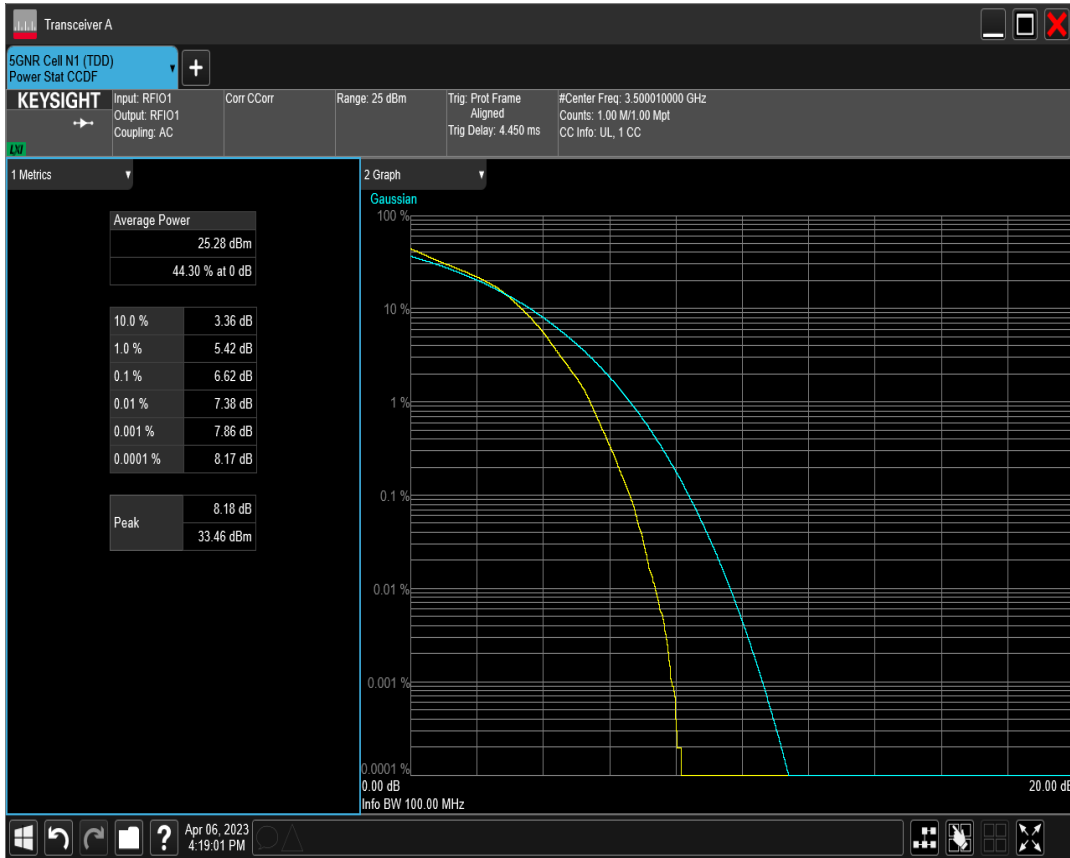 Transceiver A
5GNR Cell N1 (TDD)
Power Stat CCDF
+
KEYSIGHT
LXI
Input: RFIO1
Output: RFIO1
Coupling: AC
Corr CCorr
Range: 25 dBm
Trig: Prot Frame
Aligned
Trig Delay: 4.450 ms
#Center Freq: 3.500010000 GHz
Counts: 1.00 M/1.00 Mpt
CC Info: UL, 1 CC
1 Metrics
Average Power
25.28 dBm
44.30 % at 0 dB
10.0 % 3.36 dB
1.0 % 5.42 dB
0.1 % 6.62 dB
0.01 % 7.38 dB
0.001 % 7.86 dB
0.0001 % 8.17 dB
Peak 8.18 dB
33.46 dBm
2 Graph
Gaussian
100 %
10 %
1 %
0.1 %
0.01 %
0.001 %
0.0001 %
0.00 dB 20.00 dB
Info BW 100.00 MHz
?
Apr 06, 2023
4:19:01 PM